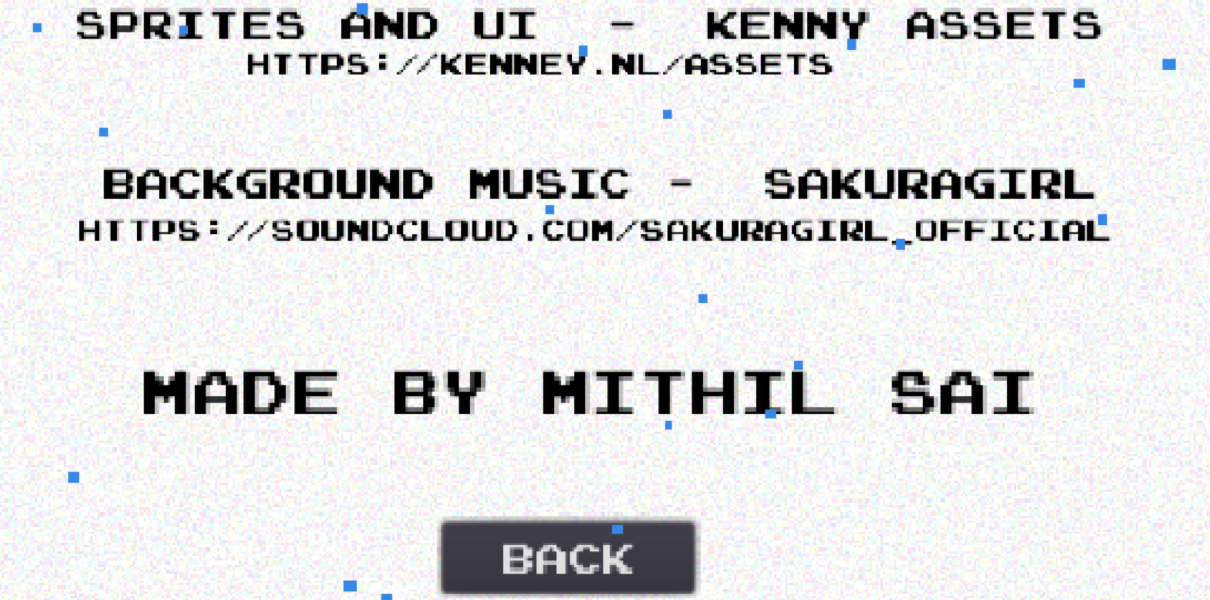 SPRITES AND UI - KENNY ASSETS
HTTPS://KENNEY.NL/ASSETS
BACKGROUND MUSIC - SAKURAGIRL
HTTPS://SOUNDCLOUD.COM/SAKURAGIRL_OFFICIAL
MADE BY MITHIL SAI
BACK